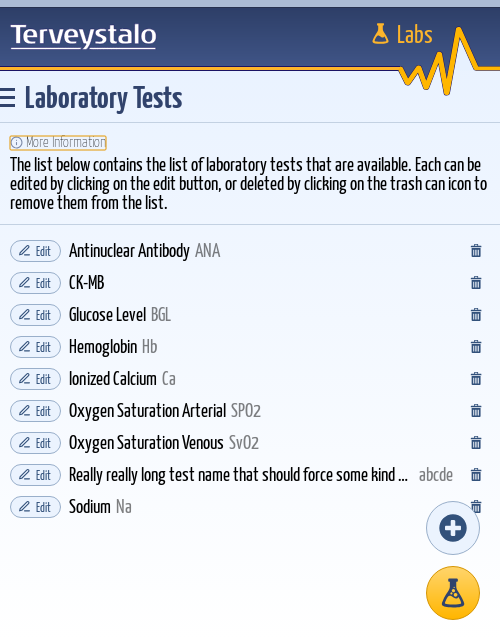 Terveystalo
Labs
Laboratory Tests
More Information
The list below contains the list of laboratory tests that are available. Each can be
edited by clicking on the edit button, or deleted by clicking on the trash can icon to
remove them from the list.
Edit Antinuclear Antibody ANA
Edit CK-MB
Edit Glucose Level BGL
Edit Hemoglobin Hb
Edit Ionized Calcium Ca
Edit Oxygen Saturation Arterial SPO2
Edit Oxygen Saturation Venous SvO2
Edit Really really long test name that should force some kind ... abcde
Edit Sodium Na